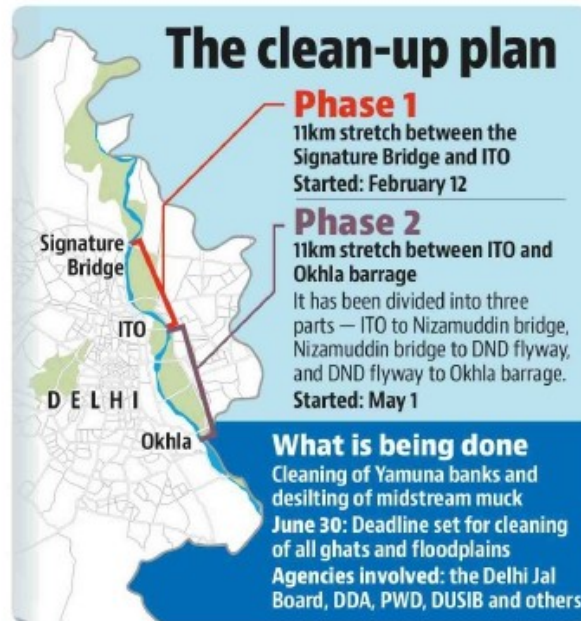 The clean-up plan
Phase 1
11km stretch between the
Signature Bridge and ITO
Started: February 12
Phase 2
11km stretch between ITO and
Okhla barrage
It has been divided into three
parts — ITO to Nizamuddin bridge,
Nizamuddin bridge to DND flyway,
and DND flyway to Okhla barrage.
Started: May 1
Signature
Bridge
ITO
DELHI
Okhla
What is being done
Cleaning of Yamuna banks and
desilting of midstream muck
June 30: Deadline set for cleaning
of all ghats and floodplains
Agencies involved: the Delhi Jal
Board, DDA, PWD, DUSIB and others